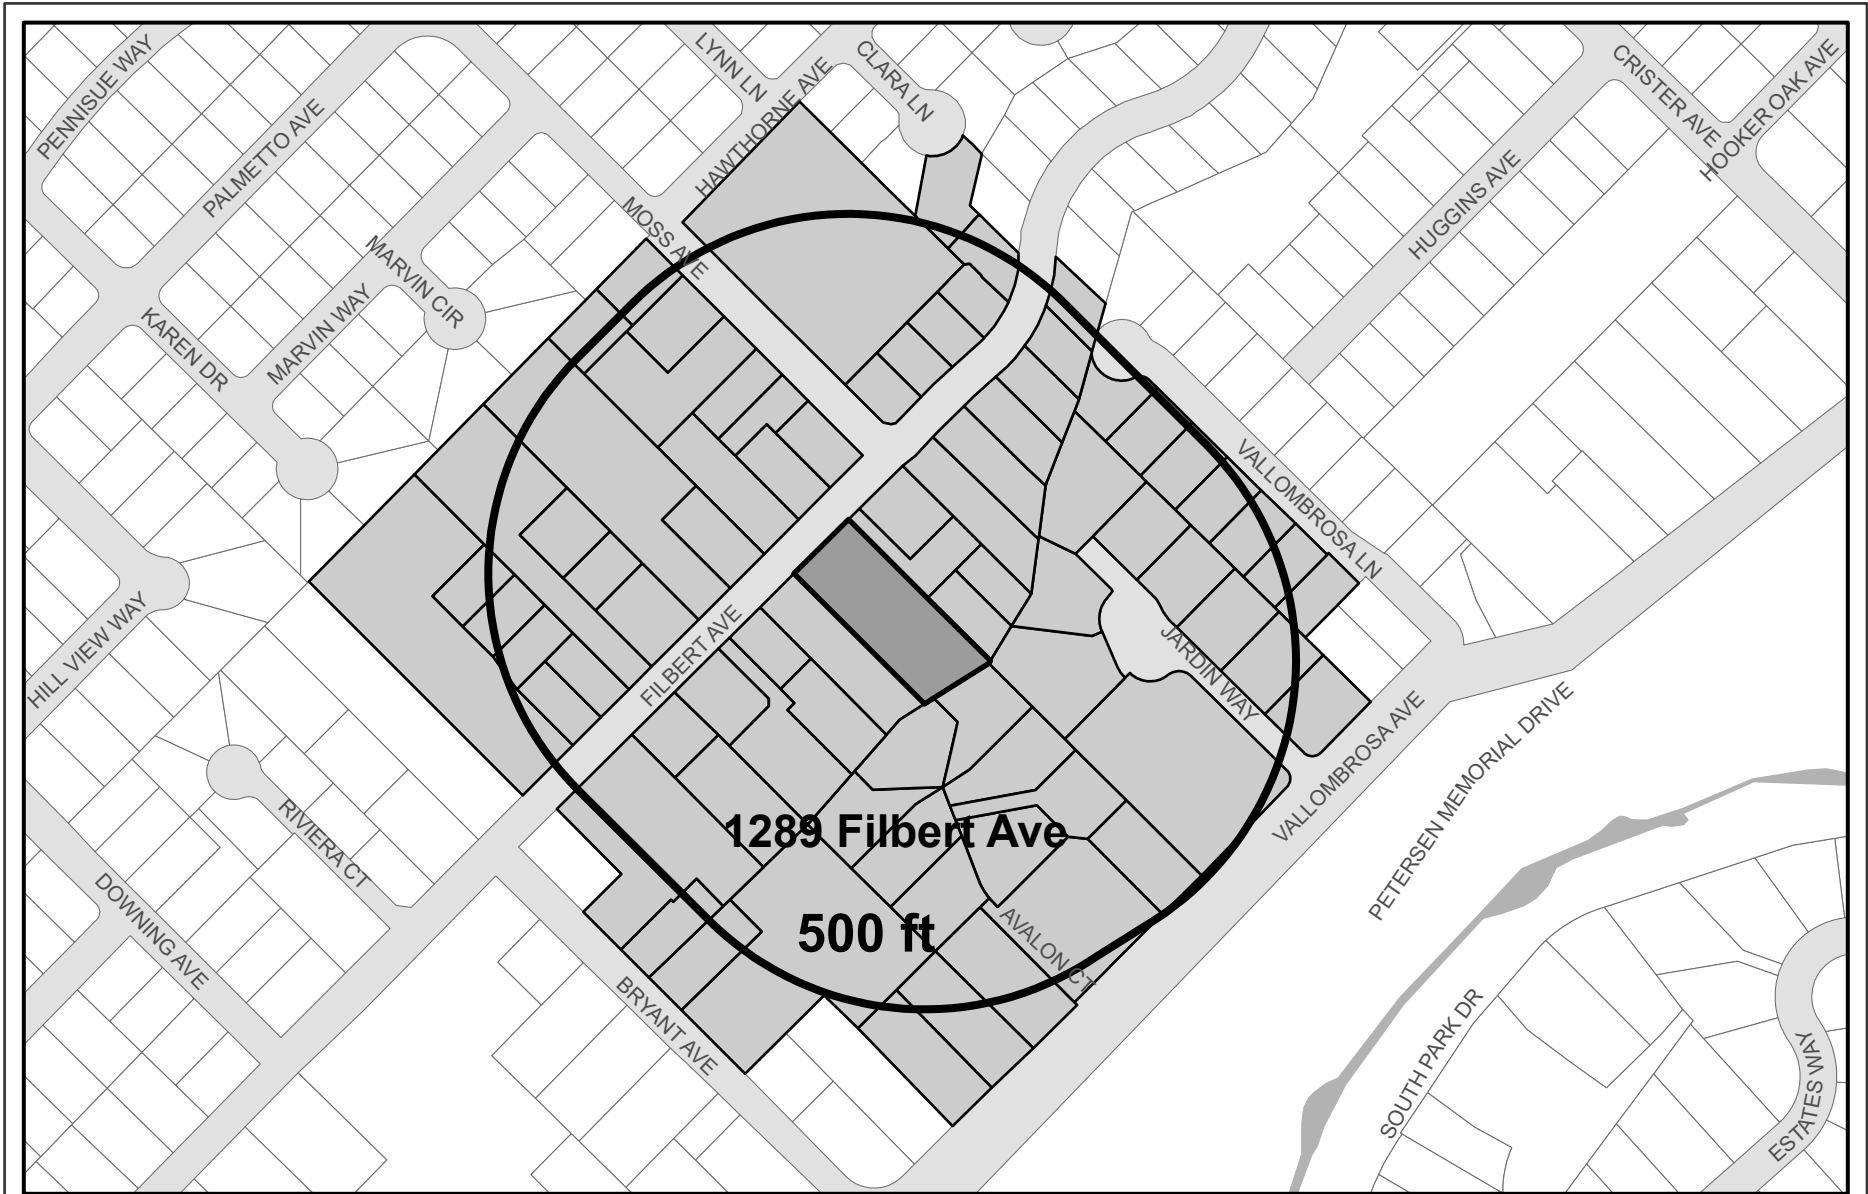 PENNISUE WAY
LYNN LN
CLARA LN
CRISTER AVE
HOOKER OAK AVE
PALMETTO AVE
HAWTHORNE AVE
HUGGINS AVE
MOSS AVE
MARVIN CIR
KAREN DR
MARVIN WAY
VALLOMBROSA LN
HILL VIEW WAY
FILBERT AVE
JARDIN WAY
VALLOMBROSA AVE
PETERSEN MEMORIAL DRIVE
RIVIERA CT
1289 Filbert Ave
DOWNING AVE
500 ft
AVALON CT
BRYANT AVE
SOUTH PARK DR
ESTATES WAY